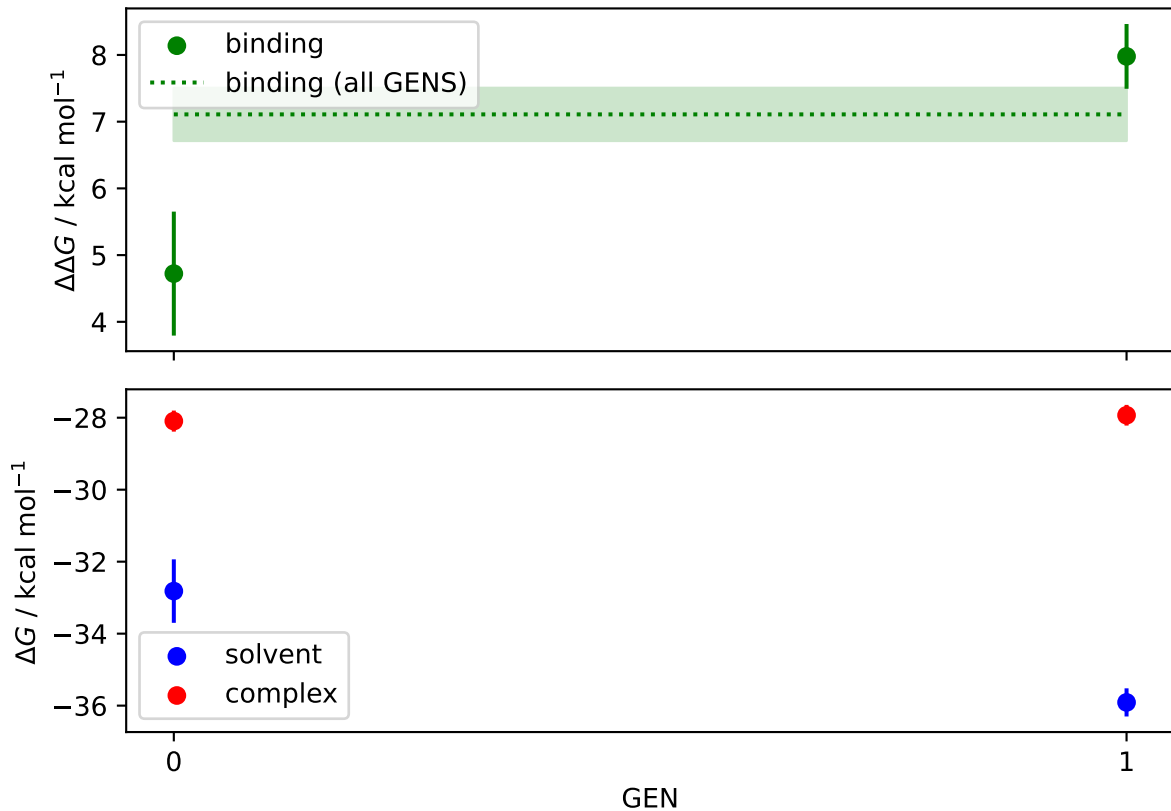 binding
binding (all GENS)
ΔΔG / kcal mol⁻¹
8
7
6
5
4
ΔG / kcal mol⁻¹
−28
−30
−32
−34
−36
solvent
complex
0
1
GEN